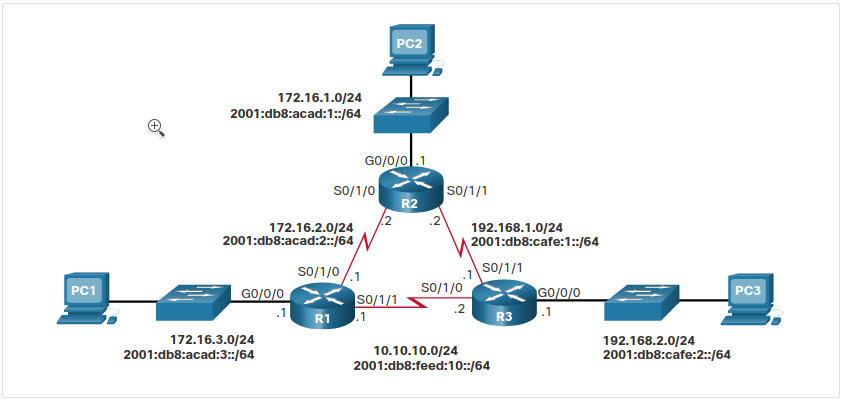 PC2
172.16.1.0/24
2001:db8:acad:1::/64
G0/0/0 .1
S0/1/0
S0/1/1
R2
.2
.2
172.16.2.0/24
2001:db8:acad:2::/64
192.168.1.0/24
2001:db8:cafe:1::/64
S0/1/0
.1
.1
S0/1/1
PC1
G0/0/0
.1
R1
S0/1/1
.1
S0/1/0
.2
R3
G0/0/0
.1
PC3
172.16.3.0/24
2001:db8:acad:3::/64
10.10.10.0/24
2001:db8:feed:10::/64
192.168.2.0/24
2001:db8:cafe:2::/64